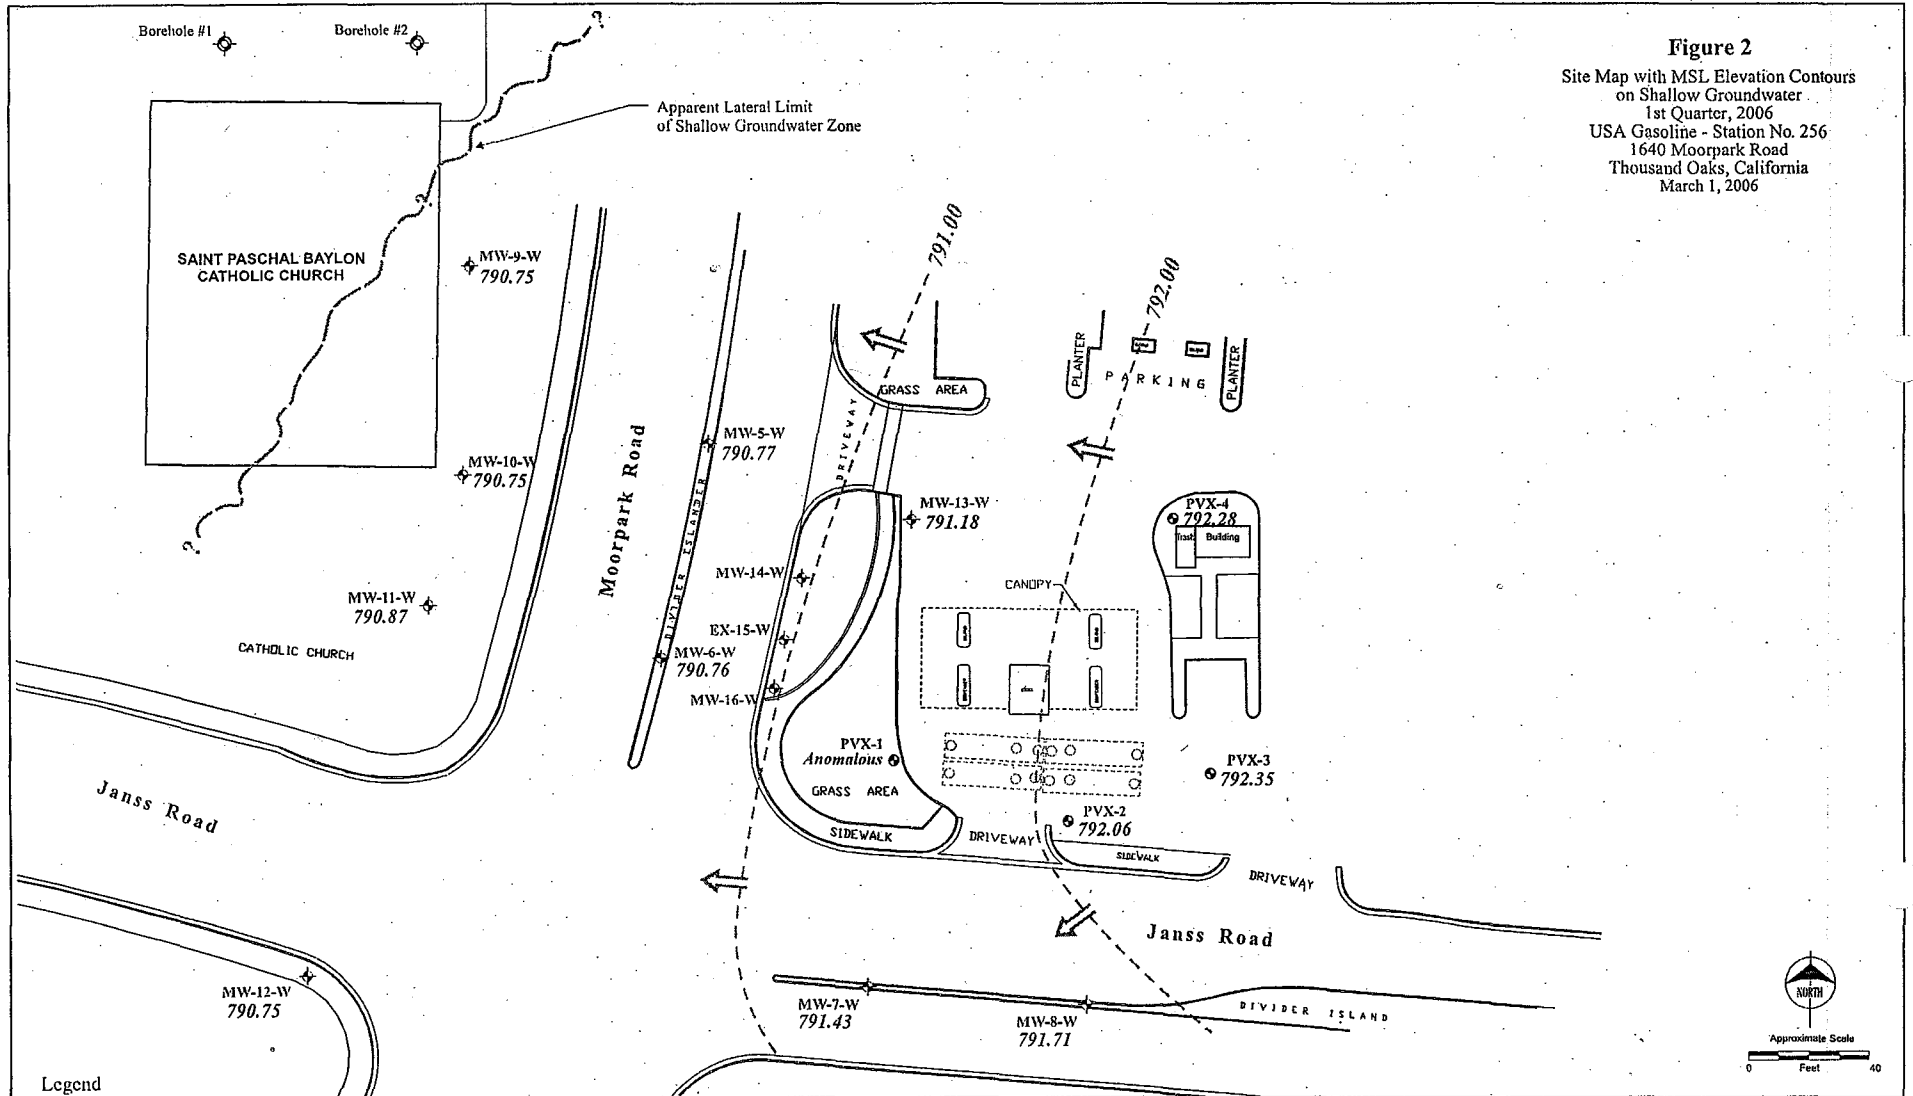 Borehole #1
Borehole #2
?
Figure 2
Site Map with MSL Elevation Contours
on Shallow Groundwater
1st Quarter, 2006
USA Gasoline - Station No. 256
1640 Moorpark Road
Thousand Oaks, California
March 1, 2006
Apparent Lateral Limit
of Shallow Groundwater Zone
?
SAINT PASCHAL BAYLON
CATHOLIC CHURCH
MW-9-W
790.75
791.00
792.00
PLANTER
PARKING
PLANTER
GRASS AREA
DRIVEWAY
MW-5-W
790.77
Moorpark Road
MW-10-W
790.75
?
DIVIDER ISLANDER
MW-13-W
791.18
PVX-4
792.28
Trash
Building
MW-14-W
CANOPY
MW-11-W
790.87
EX-15-W
CATHOLIC CHURCH
MW-6-W
790.76
MW-16-W
PVX-1
Anomalous
PVX-3
792.35
GRASS AREA
Janss Road
SIDEWALK
DRIVEWAY
PVX-2
792.06
SIDEWALK
DRIVEWAY
Janss Road
MW-12-W
790.75
MW-7-W
791.43
MW-8-W
791.71
DIVIDER ISLAND
NORTH
Approximate Scale
0 Feet 40
Legend